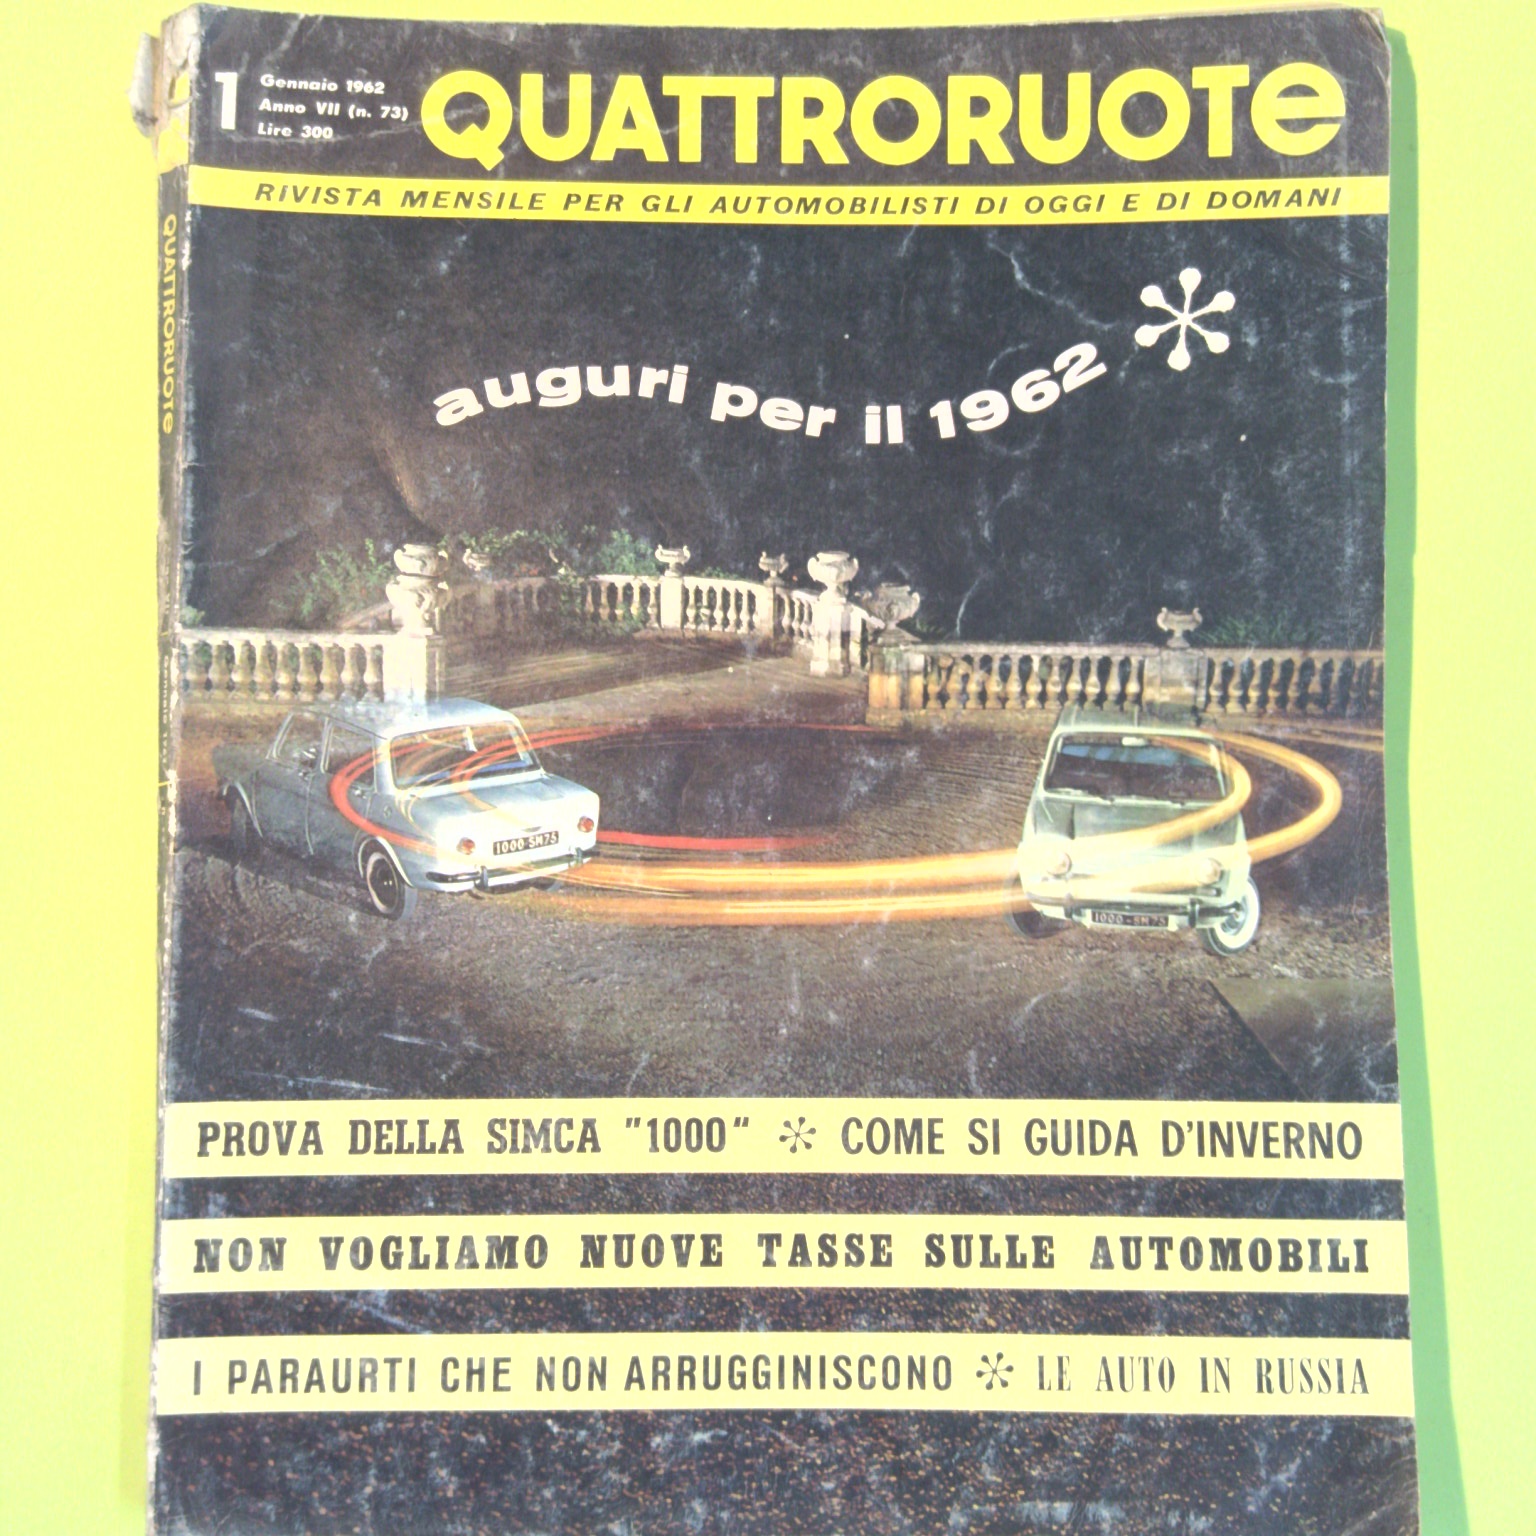 1
Gennaio 1962
Anno VII (n. 73)
Lire 300
QUATTRORUOTE
RIVISTA MENSILE PER GLI AUTOMOBILISTI DI OGGI E DI DOMANI
auguri per il 1962
QUATTRORUOTE
1000 SM75
1000-SM75
PROVA DELLA SIMCA "1000" * COME SI GUIDA D'INVERNO
NON VOGLIAMO NUOVE TASSE SULLE AUTOMOBILI
I PARAURTI CHE NON ARRUGGINISCONO * LE AUTO IN RUSSIA